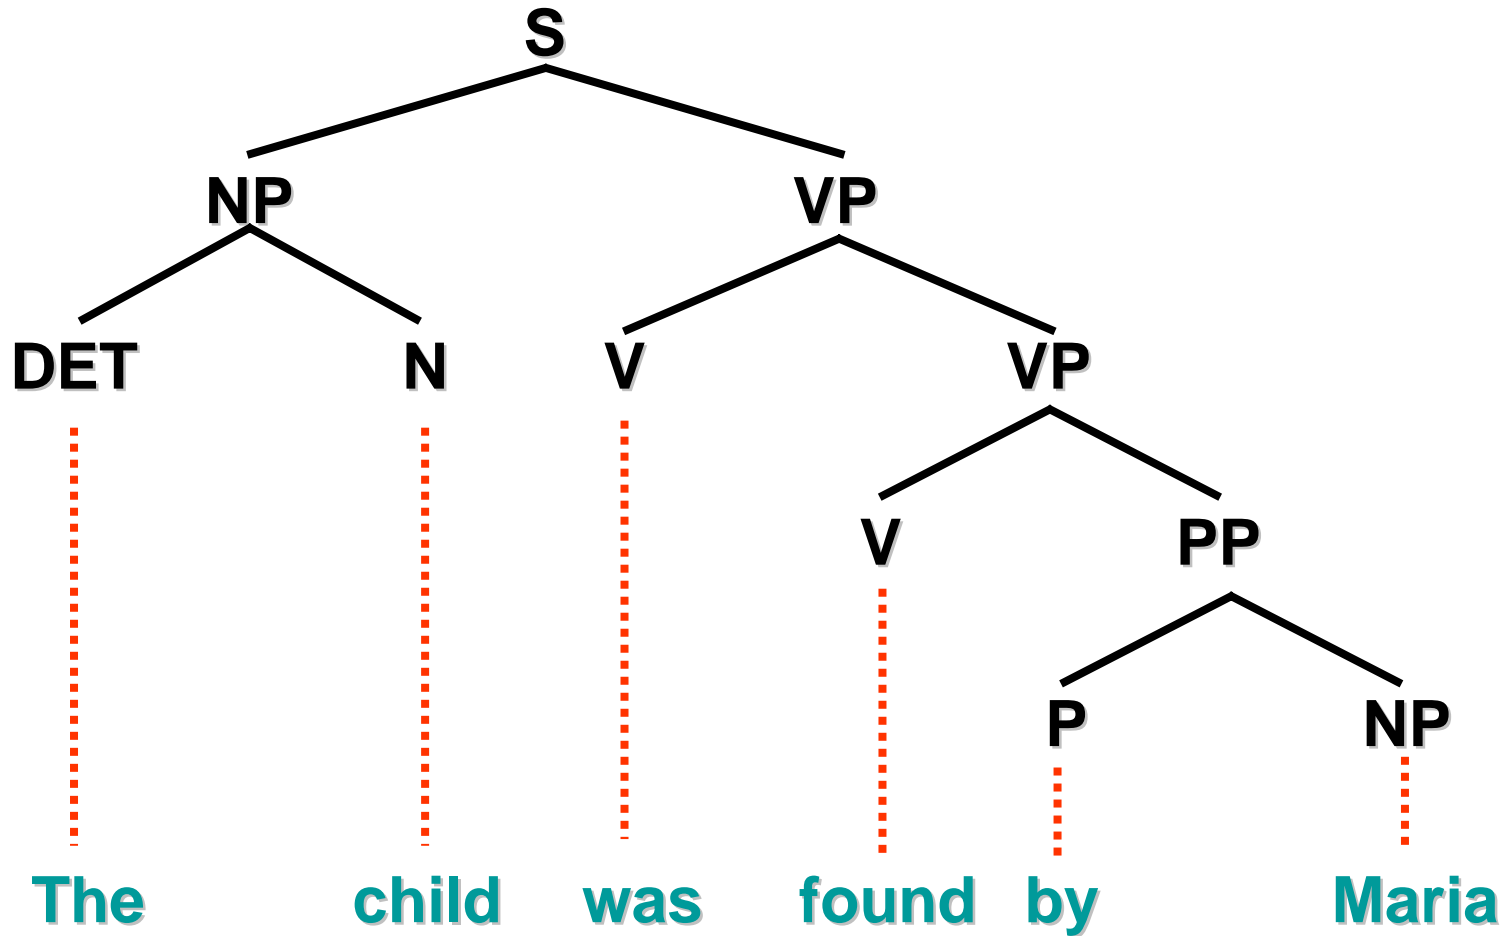 S
NP VP
DET N V VP
V PP
P NP
The child was found by Maria